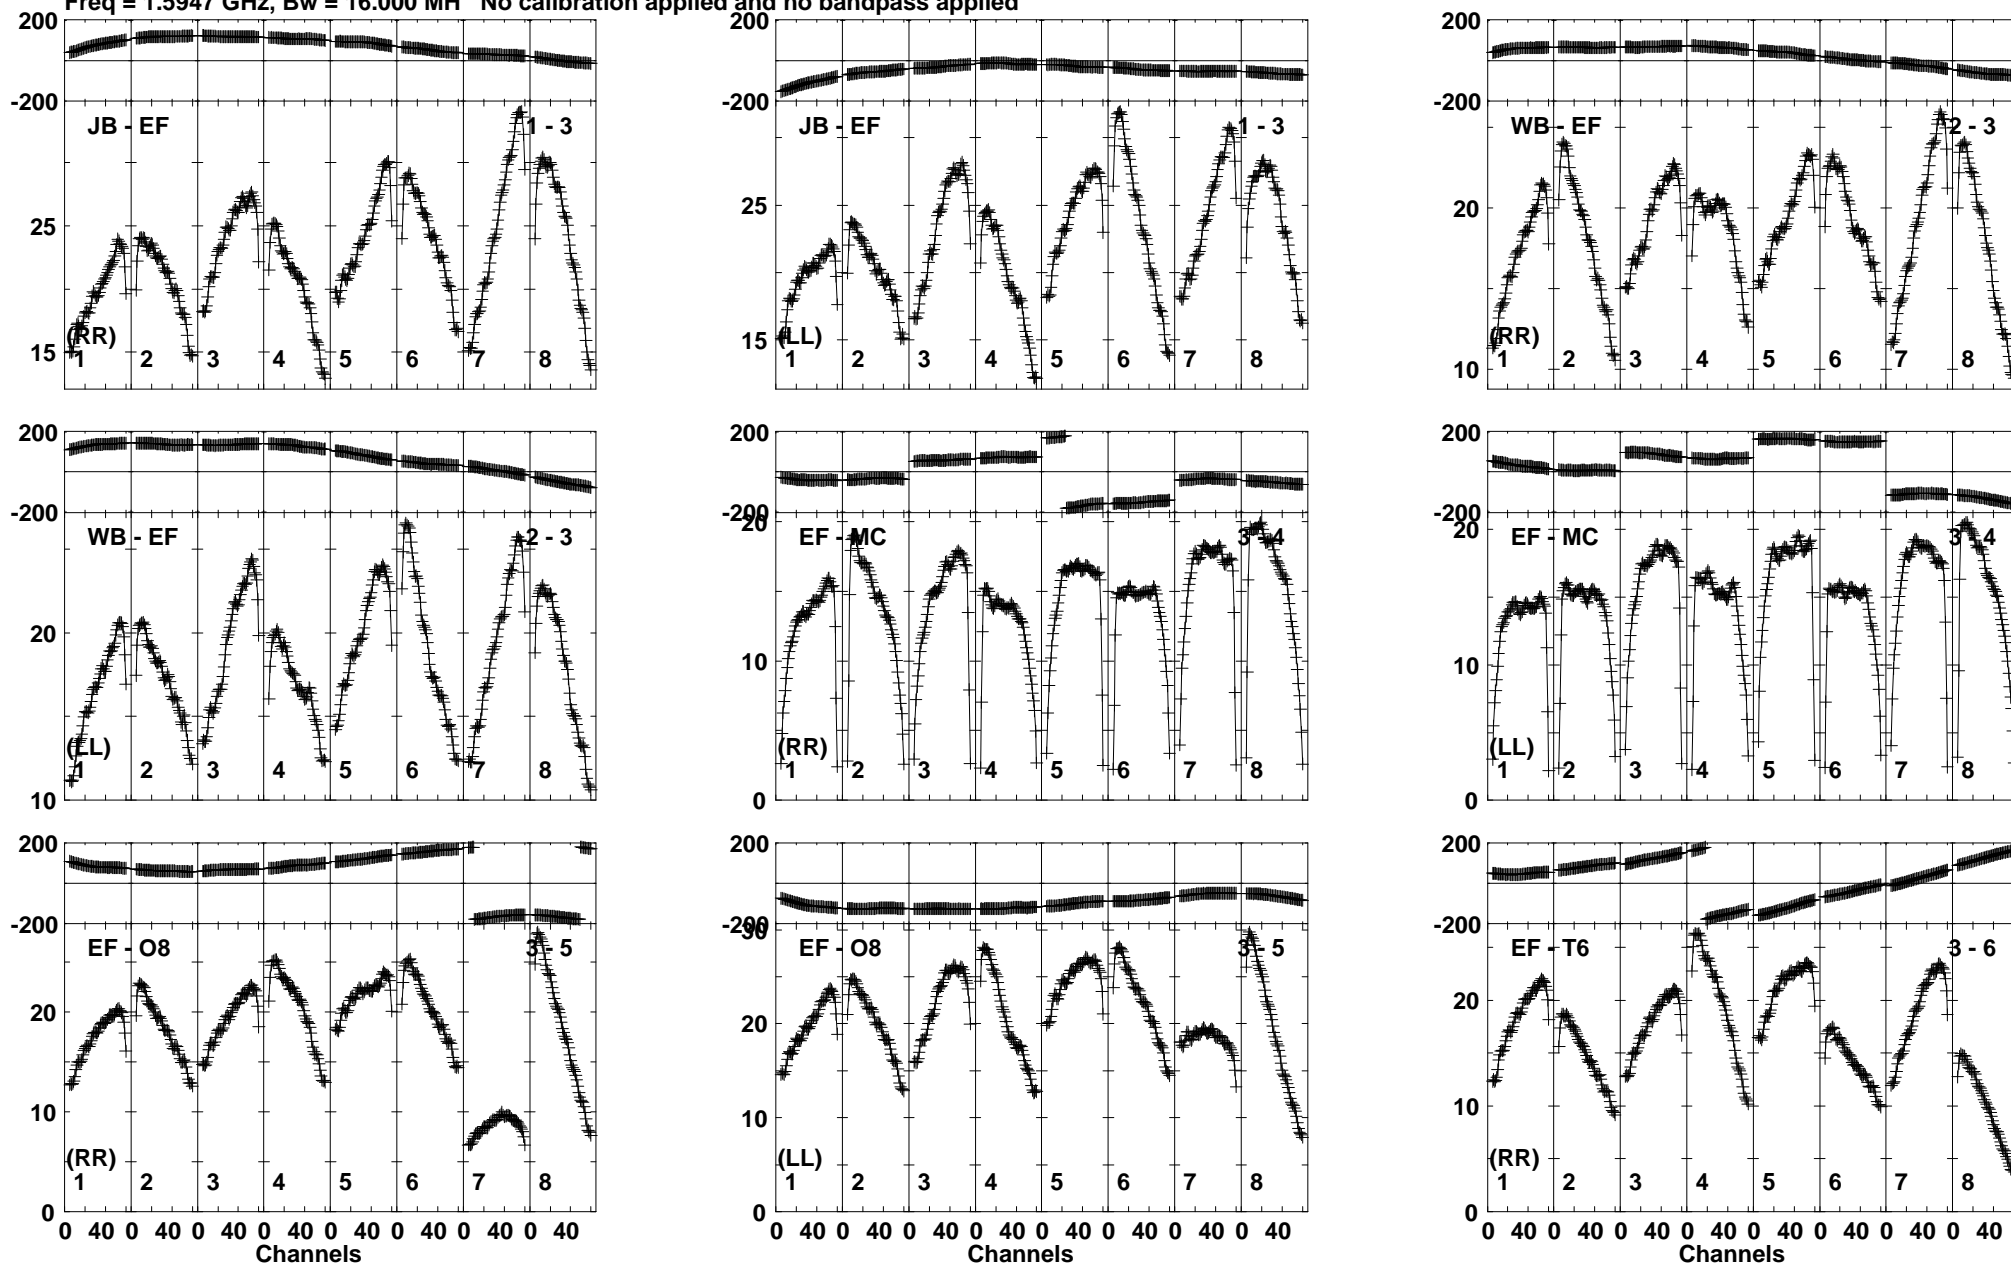 Freq = 1.5947 GHz, Bw = 16.000 MH No calibration applied and no bandpass applied
200 200 200
-200 -200 -200
JB - EF 1 - 3 JB - EF 1 - 3 WB - EF 2 - 3
25 25 20
15 15 10
(RR) (LL) (RR)
1 2 3 4 5 6 7 8 1 2 3 4 5 6 7 8 1 2 3 4 5 6 7 8
200 200 200
-200 -200 -200
WB - EF 2 - 3 EF - MC 3 - 4 EF - MC 3 - 4
20 20 20
10 10
(LL) (RR) (LL)
1 2 3 4 5 6 7 8 1 2 3 4 5 6 7 8 1 2 3 4 5 6 7 8
10 0 0
200 200 200
-200 -200 -200
30
EF - O8 3 - 5 EF - O8 3 - 5 EF - T6 3 - 6
20 20 20
10 10 10
(RR) (LL) (RR)
1 2 3 4 5 6 7 8 1 2 3 4 5 6 7 8 1 2 3 4 5 6 7 8
0 0 0
0 40 0 40 0 40 0 40 0 40 0 40 0 40 0 40 0 40 0 40 0 40 0 40 0 40 0 40 0 40 0 40 0 40 0 40 0 40 0 40 0 40 0 40 0 40 0 40
Channels Channels Channels